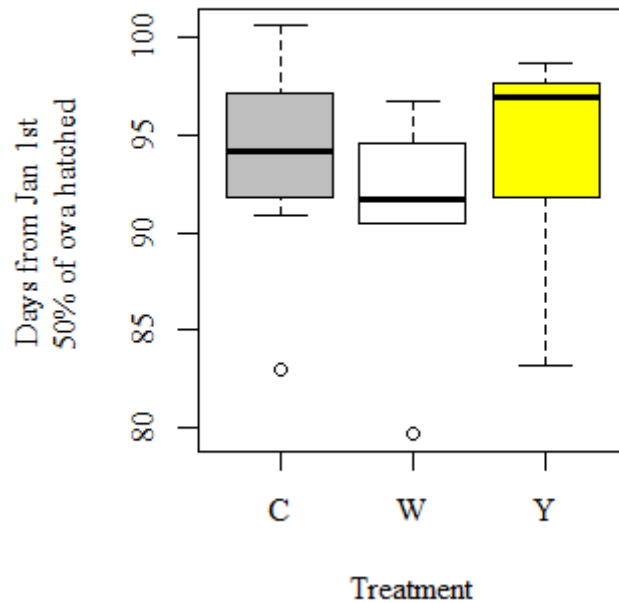 Days from Jan 1st
50% of ova hatched
100
95
90
85
80
C W Y
Treatment